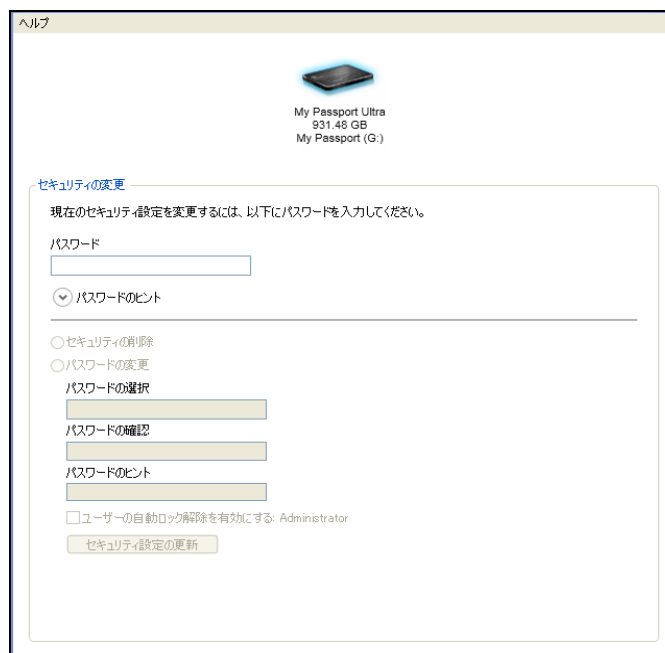 ヘルプ
My Passport Ultra
931.48 GB
My Passport (G:)
セキュリティの変更
現在のセキュリティ設定を変更するには、以下にパスワードを入力してください。
パスワード
パスワードのヒント
セキュリティの削除
パスワードの変更
パスワードの選択
パスワードの確認
パスワードのヒント
ユーザーの自動ロック解除を有効にする: Administrator
セキュリティ設定の更新